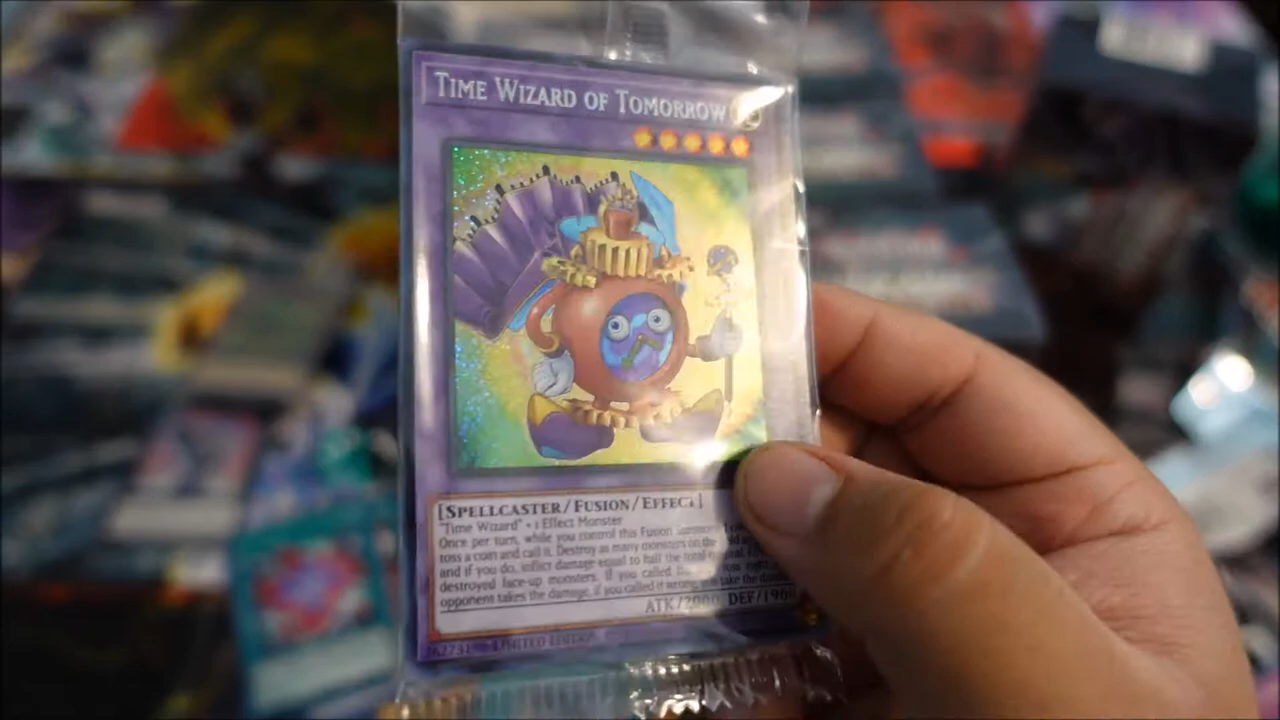 TIME WIZARD OF TOMORROW
[SPELLCASTER/FUSION/EFFECT]
"Time Wizard" + 1 Effect Monster
Once per turn, while you control this Fusion Summoned
toss a coin and call it. Destroy as many monsters on the
and if you do, inflict damage equal to half the total
destroyed face-up monsters. If you called
opponent takes the damage, if you called it wrong, take the
ATK/2000 DEF/1900
LIMITED EDITION